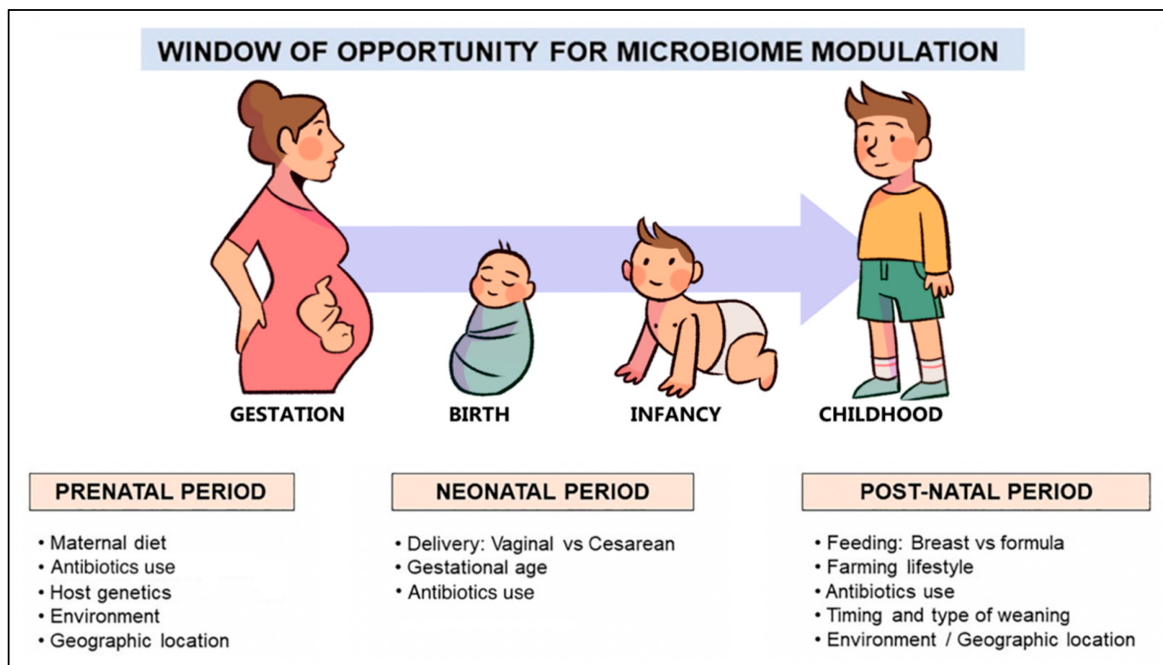 WINDOW OF OPPORTUNITY FOR MICROBIOME MODULATION
GESTATION
BIRTH
INFANCY
CHILDHOOD
PRENATAL PERIOD
• Maternal diet
• Antibiotics use
• Host genetics
• Environment
• Geographic location
NEONATAL PERIOD
• Delivery: Vaginal vs Cesarean
• Gestational age
• Antibiotics use
POST-NATAL PERIOD
• Feeding: Breast vs formula
• Farming lifestyle
• Antibiotics use
• Timing and type of weaning
• Environment / Geographic location